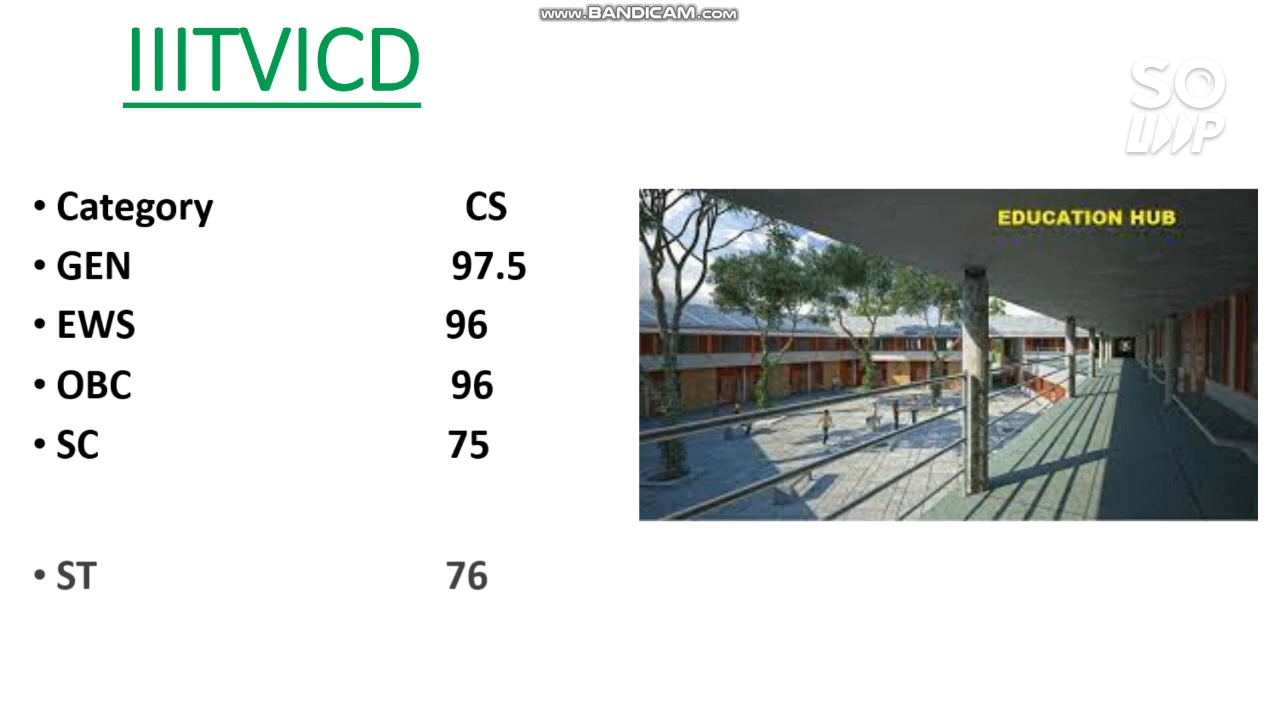 www.BANDICAM.com
IIITVICD
SO
LOOP
• Category CS
• GEN 97.5
• EWS 96
• OBC 96
• SC 75
• ST 76
EDUCATION HUB